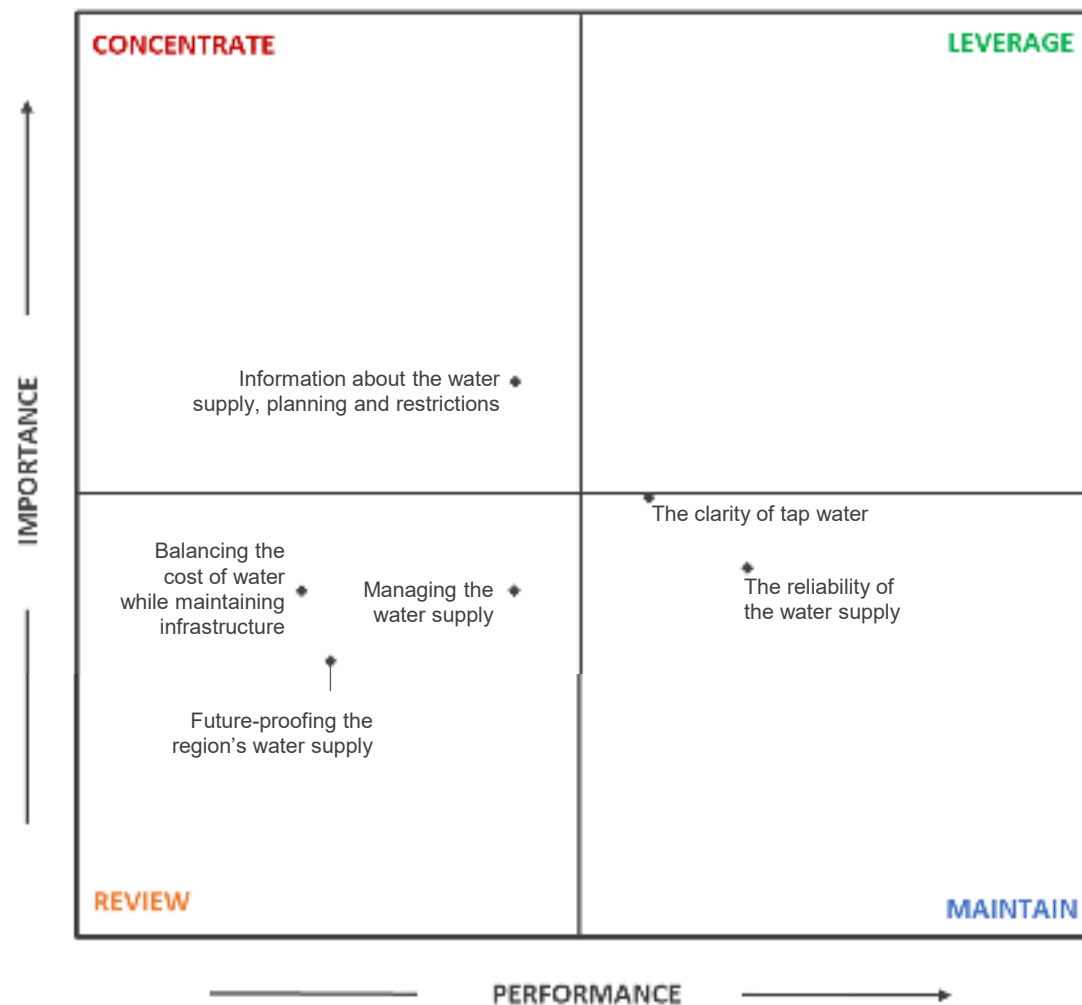 CONCENTRATE
LEVERAGE
IMPORTANCE
Information about the water
supply, planning and restrictions
The clarity of tap water
Balancing the
cost of water
while maintaining
infrastructure
Managing the
water supply
The reliability of
the water supply
Future-proofing the
region’s water supply
REVIEW
MAINTAIN
PERFORMANCE